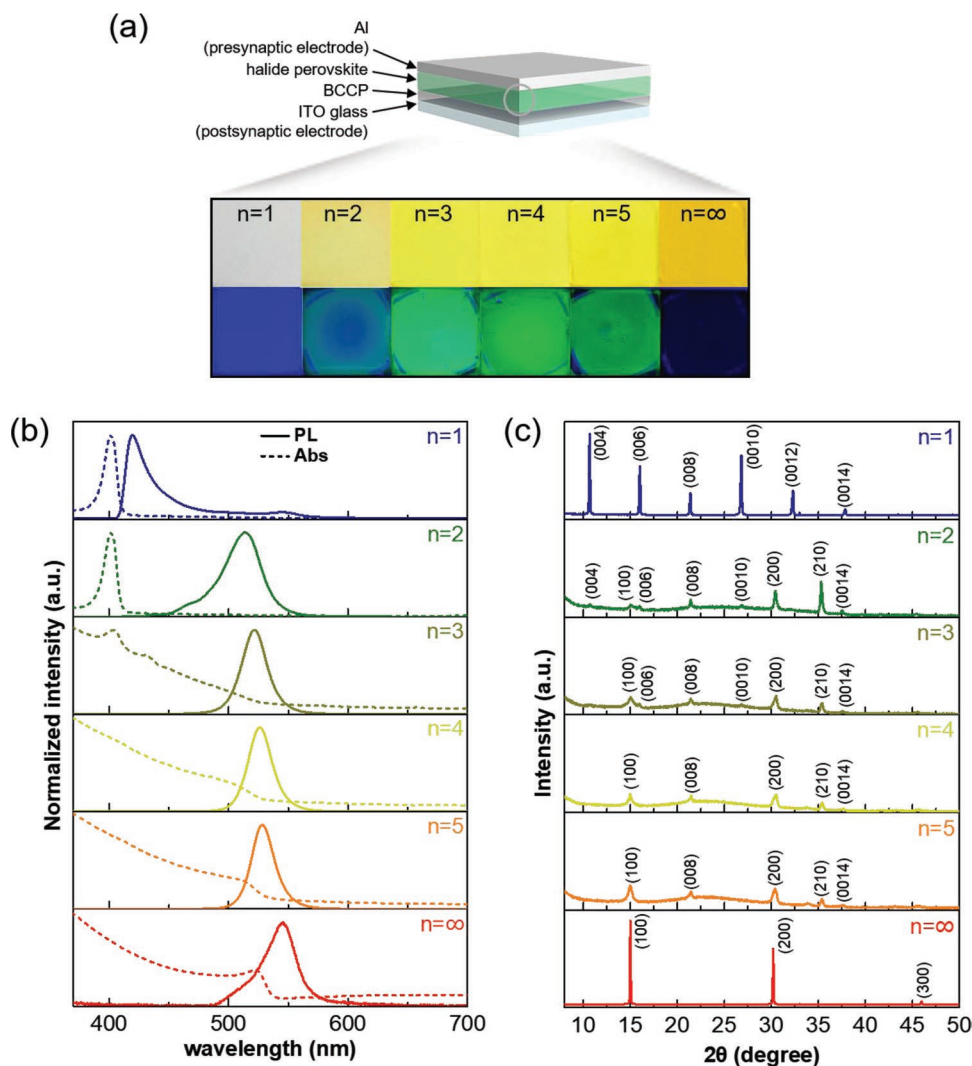 (a)
Al
(presynaptic electrode)
halide perovskite
BCCP
ITO glass
(postsynaptic electrode)
n=1 n=2 n=3 n=4 n=5 n=∞
(b)
PL
Abs
n=1
n=2
n=3
n=4
n=5
n=∞
Normalized intensity (a.u.)
400 500 600 700
wavelength (nm)
(c)
n=1
(004) (006) (008) (0010) (0012) (0014)
n=2
(004) (100) (006) (008) (0010) (200) (210) (0014)
n=3
(100) (006) (008) (0010) (200) (210) (0014)
n=4
(100) (008) (200) (210) (0014)
n=5
(100) (008) (200) (210) (0014)
n=∞
(100) (200) (300)
Intensity (a.u.)
10 15 20 25 30 35 40 45 50
2θ (degree)